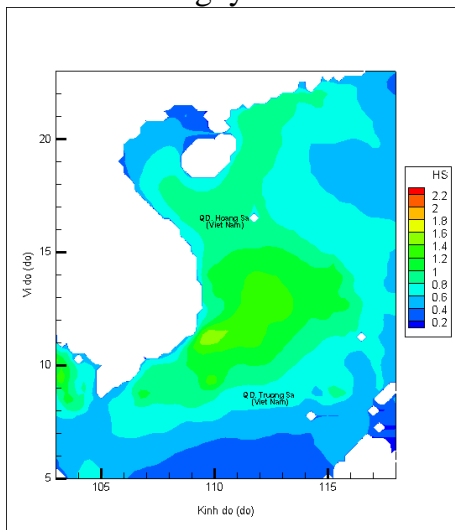 20
15
10
5
Vi do (do)
105
110
115
Kinh do (do)
QD. Hoang Sa
(Viet Nam)
QD. Truong Sa
(Viet Nam)
HS
2.2
2
1.8
1.6
1.4
1.2
1
0.8
0.6
0.4
0.2